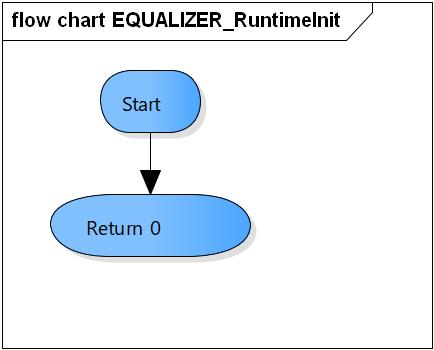 flow chart EQUALIZER_RuntimeInit
Start
Return 0